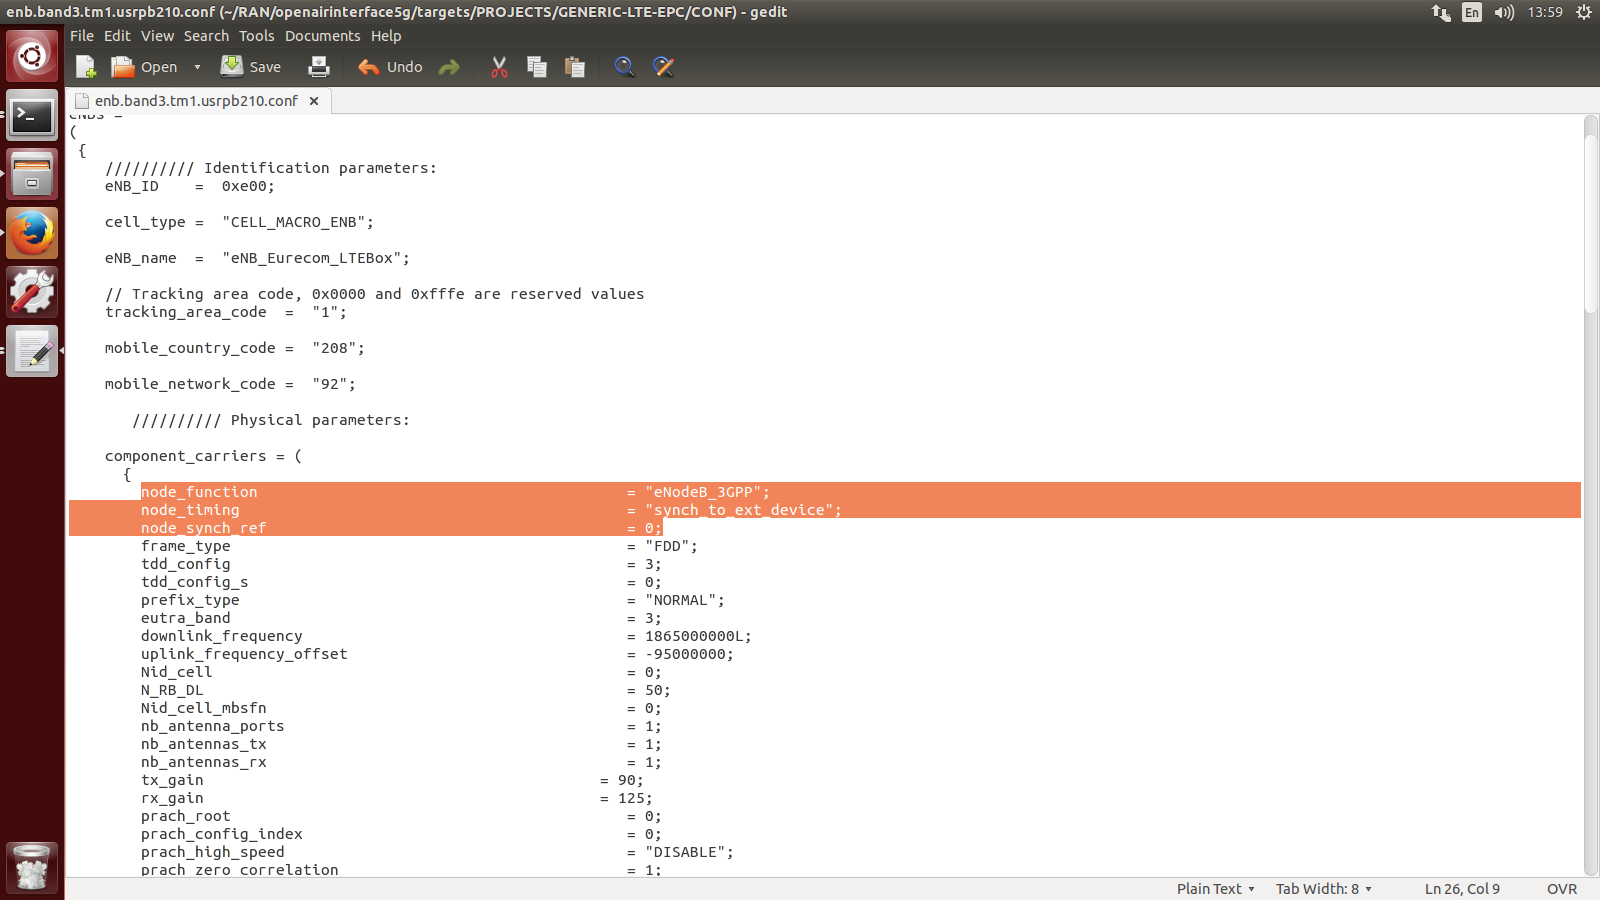 enb.band3.tm1.usrpb210.conf (~/RAN/openairinterface5g/targets/PROJECTS/GENERIC-LTE-EPC/CONF) - gedit
En
13:59
File Edit View Search Tools Documents Help
Open Save Undo
enb.band3.tm1.usrpb210.conf
eNBs =
(
{
////////// Identification parameters:
eNB_ID = 0xe00;
cell_type = "CELL_MACRO_ENB";
eNB_name = "eNB_Eurecom_LTEBox";
// Tracking area code, 0x0000 and 0xfffe are reserved values
tracking_area_code = "1";
mobile_country_code = "208";
mobile_network_code = "92";
////////// Physical parameters:
component_carriers = (
{
node_function = "eNodeB_3GPP";
node_timing = "synch_to_ext_device";
node_synch_ref = 0;
frame_type = "FDD";
tdd_config = 3;
tdd_config_s = 0;
prefix_type = "NORMAL";
eutra_band = 3;
downlink_frequency = 1865000000L;
uplink_frequency_offset = -95000000;
Nid_cell = 0;
N_RB_DL = 50;
Nid_cell_mbsfn = 0;
nb_antenna_ports = 1;
nb_antennas_tx = 1;
nb_antennas_rx = 1;
tx_gain = 90;
rx_gain = 125;
prach_root = 0;
prach_config_index = 0;
prach_high_speed = "DISABLE";
prach_zero_correlation = 1;
Plain Text Tab Width: 8 Ln 26, Col 9 OVR